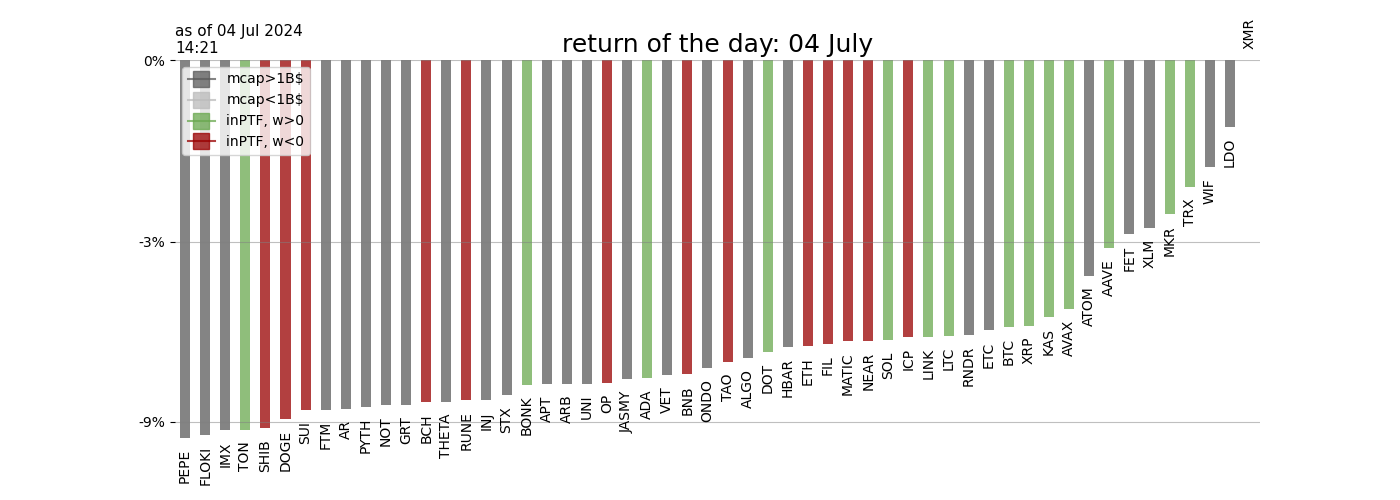 as of 04 Jul 2024
14:21
return of the day: 04 July
XMR
0%
-3%
-9%
mcap>1B$
mcap<1B$
inPTF, w>0
inPTF, w<0
PEPE
FLOKI
IMX
TON
SHIB
DOGE
SUI
FTM
AR
PYTH
NOT
GRT
BCH
THETA
RUNE
INJ
STX
BONK
APT
ARB
UNI
OP
JASMY
ADA
VET
BNB
ONDO
TAO
ALGO
DOT
HBAR
ETH
FIL
MATIC
NEAR
SOL
ICP
LINK
LTC
RNDR
ETC
BTC
XRP
KAS
AVAX
ATOM
AAVE
FET
XLM
MKR
TRX
WIF
LDO